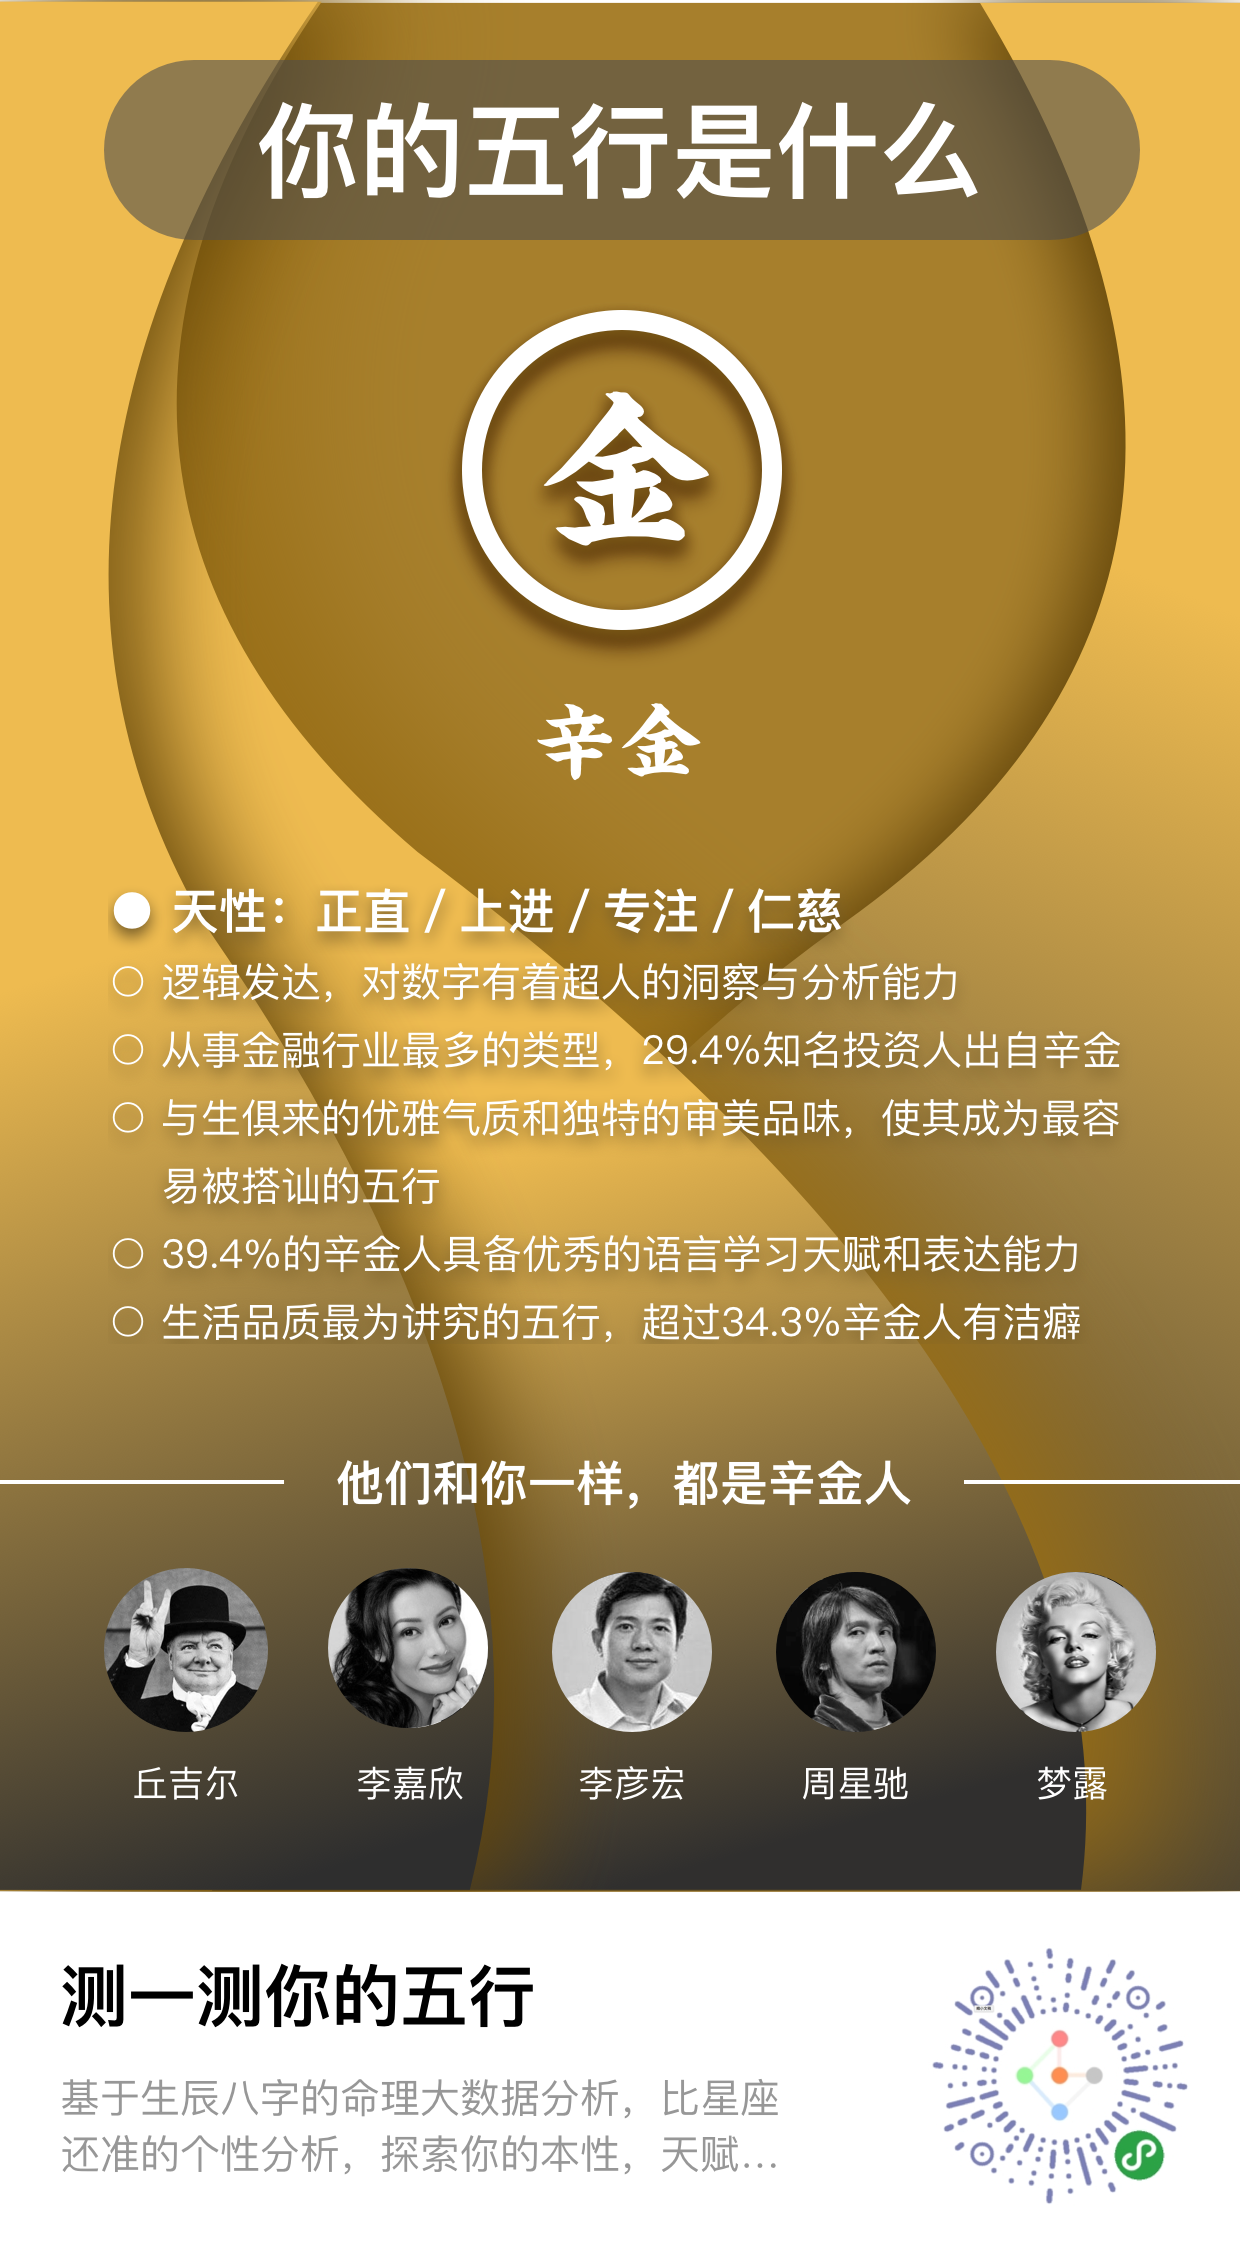 你的五行是什么
金
辛金
● 天性：正直 / 上进 / 专注 / 仁慈
○ 逻辑发达，对数字有着超人的洞察与分析能力
○ 从事金融行业最多的类型，29.4%知名投资人出自辛金
○ 与生俱来的优雅气质和独特的审美品味，使其成为最容
易被搭讪的五行
○ 39.4%的辛金人具备优秀的语言学习天赋和表达能力
○ 生活品质最为讲究的五行，超过34.3%辛金人有洁癖
他们和你一样，都是辛金人
丘吉尔 李嘉欣 李彦宏 周星驰 梦露
测一测你的五行
基于生辰八字的命理大数据分析，比星座
还准的个性分析，探索你的本性，天赋...